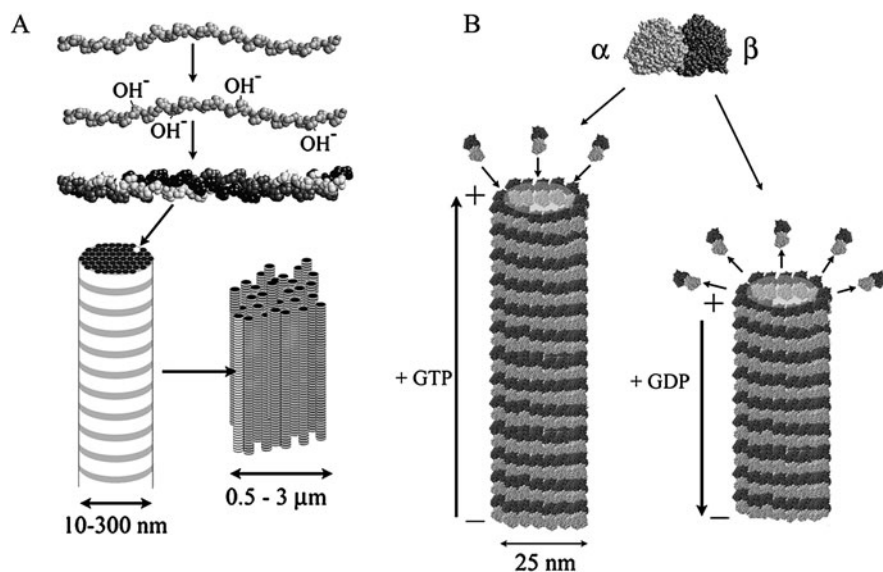 A
OH-
OH-
OH-
OH-
10-300 nm
0.5 - 3 μm
B
α
β
+
+ GTP
−
25 nm
+
+ GDP
−